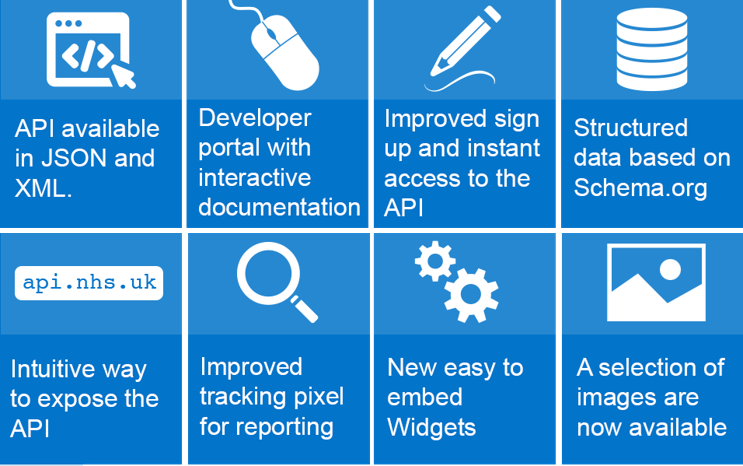 </>
API available
in JSON and
XML.
Developer
portal with
interactive
documentation
Improved sign
up and instant
access to the
API
Structured
data based on
Schema.org
api.nhs.uk
Intuitive way
to expose the
API
Improved
tracking pixel
for reporting
New easy to
embed
Widgets
A selection of
images are
now available